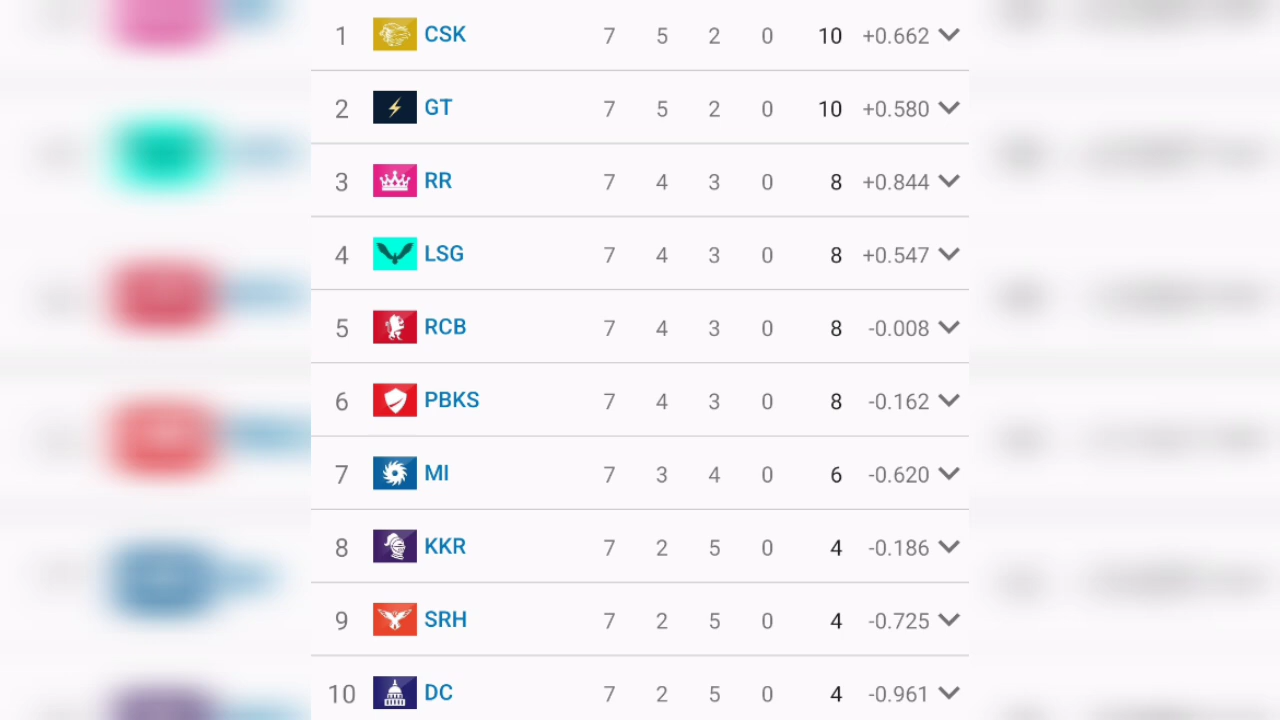 1 CSK 7 5 2 0 10 +0.662
2 GT 7 5 2 0 10 +0.580
3 RR 7 4 3 0 8 +0.844
4 LSG 7 4 3 0 8 +0.547
5 RCB 7 4 3 0 8 -0.008
6 PBKS 7 4 3 0 8 -0.162
7 MI 7 3 4 0 6 -0.620
8 KKR 7 2 5 0 4 -0.186
9 SRH 7 2 5 0 4 -0.725
10 DC 7 2 5 0 4 -0.961